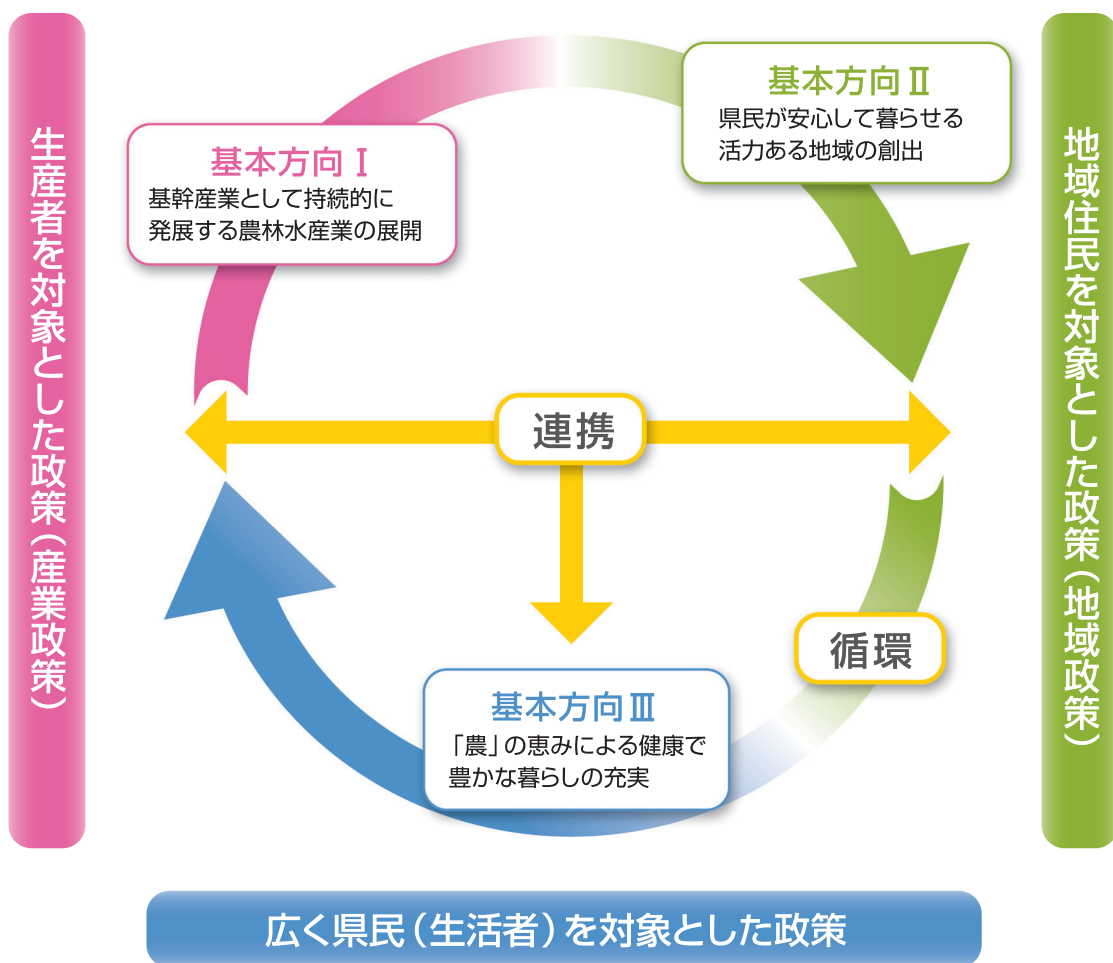 生産者を対象とした政策(産業政策)
基本方向Ⅰ
基幹産業として持続的に
発展する農林水産業の展開
基本方向Ⅱ
県民が安心して暮らせる
活力ある地域の創出
地域住民を対象とした政策(地域政策)
連携
循環
基本方向Ⅲ
「農」の恵みによる健康で
豊かな暮らしの充実
広く県民(生活者)を対象とした政策